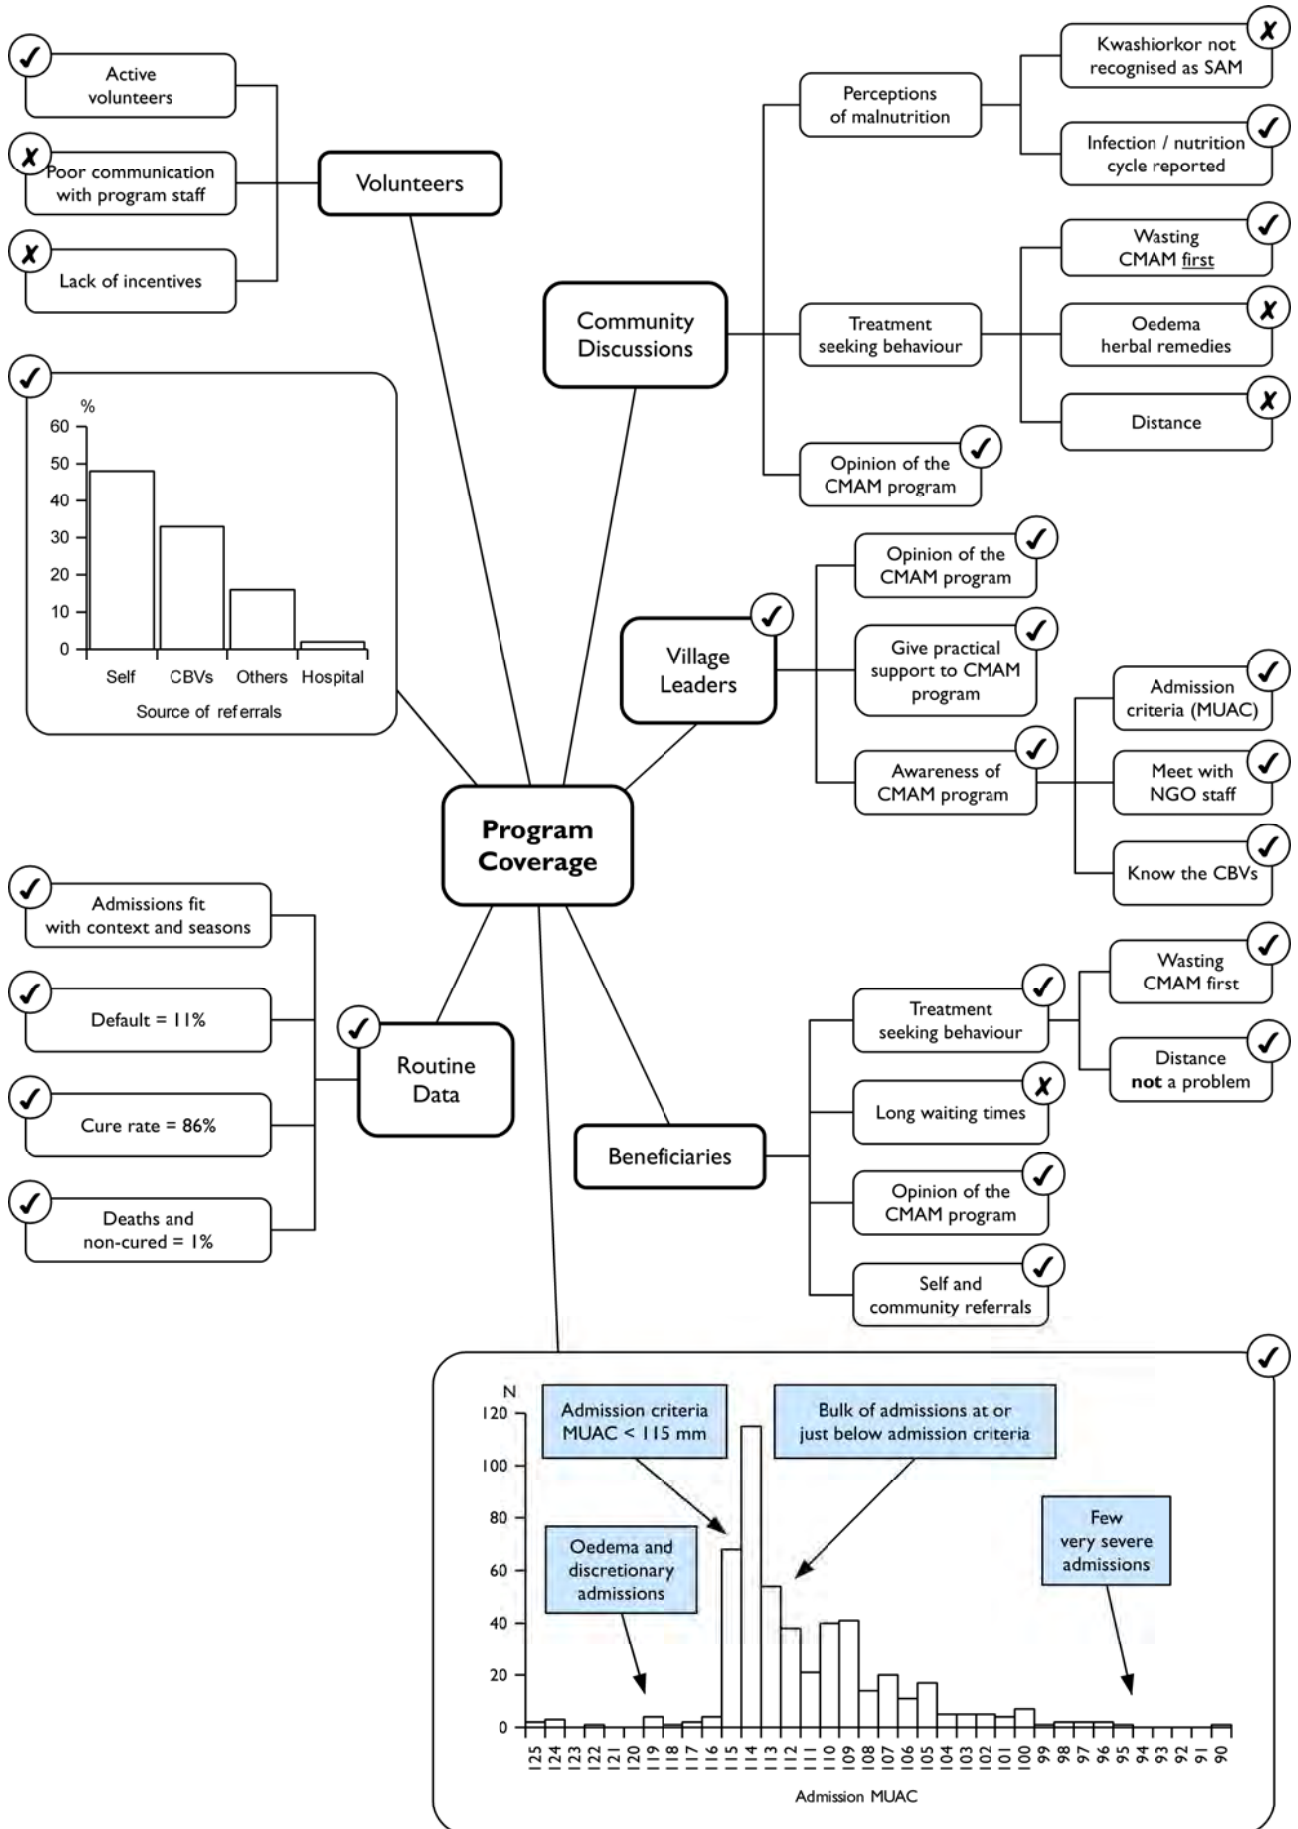 Active
volunteers
Poor communication
with program staff
Lack of incentives
Volunteers
Kwashiorkor not
recognised as SAM
Perceptions
of malnutrition
Infection / nutrition
cycle reported
Community
Discussions
Wasting
CMAM first
Treatment
seeking behaviour
Oedema
herbal remedies
Distance
Opinion of the
CMAM program
%
60
50
40
30
20
10
0
Self
CBVs
Others
Hospital
Source of referrals
Village
Leaders
Opinion of the
CMAM program
Give practical
support to CMAM
program
Awareness of
CMAM program
Admission
criteria (MUAC)
Meet with
NGO staff
Know the CBVs
Program
Coverage
Admissions fit
with context and seasons
Default = 11%
Cure rate = 86%
Deaths and
non-cured = 1%
Routine
Data
Beneficiaries
Treatment
seeking behaviour
Wasting
CMAM first
Distance
not a problem
Long waiting times
Opinion of the
CMAM program
Self and
community referrals
N
120
100
80
60
40
20
0
Admission criteria
MUAC < 115 mm
Bulk of admissions at or
just below admission criteria
Oedema and
discretionary
admissions
Few
very severe
admissions
125
124
123
122
121
120
119
118
117
116
115
114
113
112
111
110
109
108
107
106
105
104
103
102
101
100
99
98
97
96
95
94
93
92
91
90
Admission MUAC